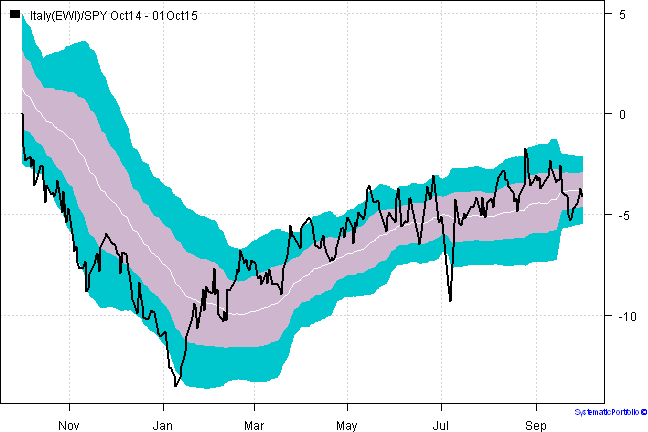 Italy(EWI)/SPY Oct14 - 01Oct15
5
0
-5
-10
Nov Jan Mar May Jul Sep
SystematicPortfolio ©